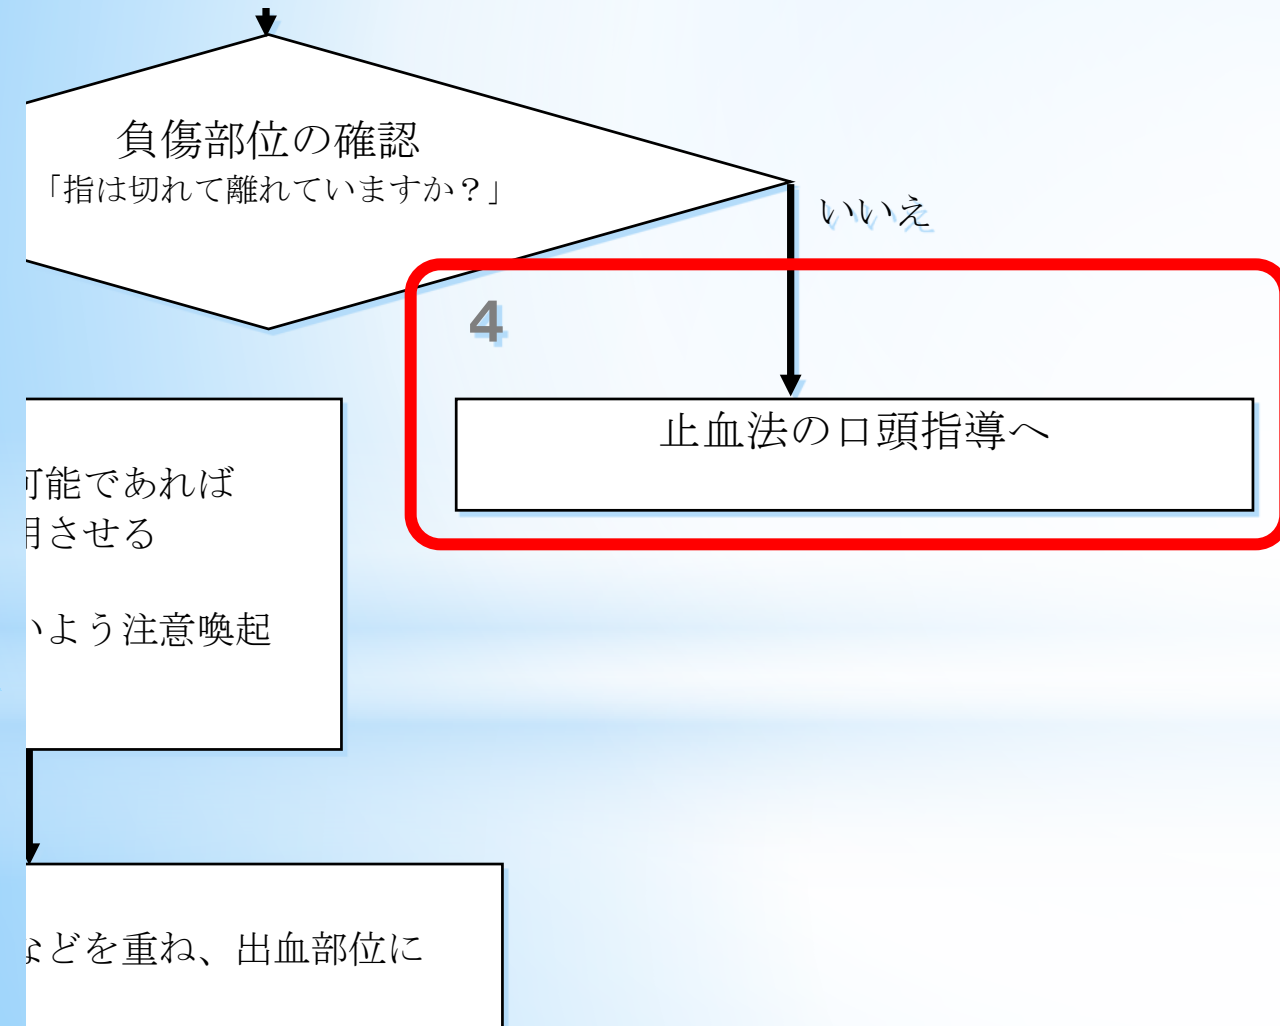 負傷部位の確認
「指は切れて離れていますか？」
いいえ
4
止血法の口頭指導へ
可能であれば
用させる
いよう注意喚起
などを重ね、出血部位に